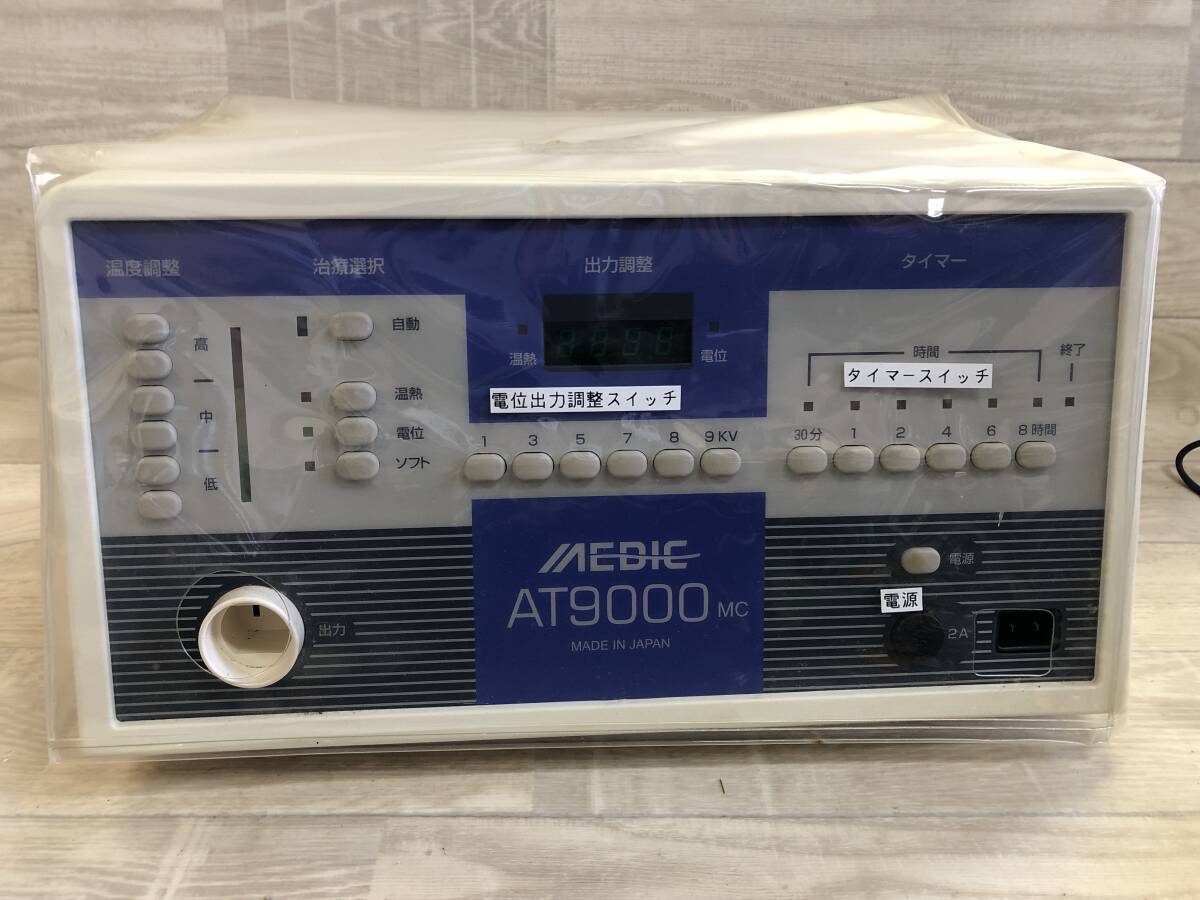 温度調整
治療選択
出力調整
タイマー
高
中
低
自動
温熱
電位
ソフト
温熱
電位
電位出力調整スイッチ
1 3 5 7 8 9KV
時間
終了
タイマースイッチ
30分 1 2 4 6 8時間
MEDIC
AT9000 MC
MADE IN JAPAN
出力
電源
電源
2A